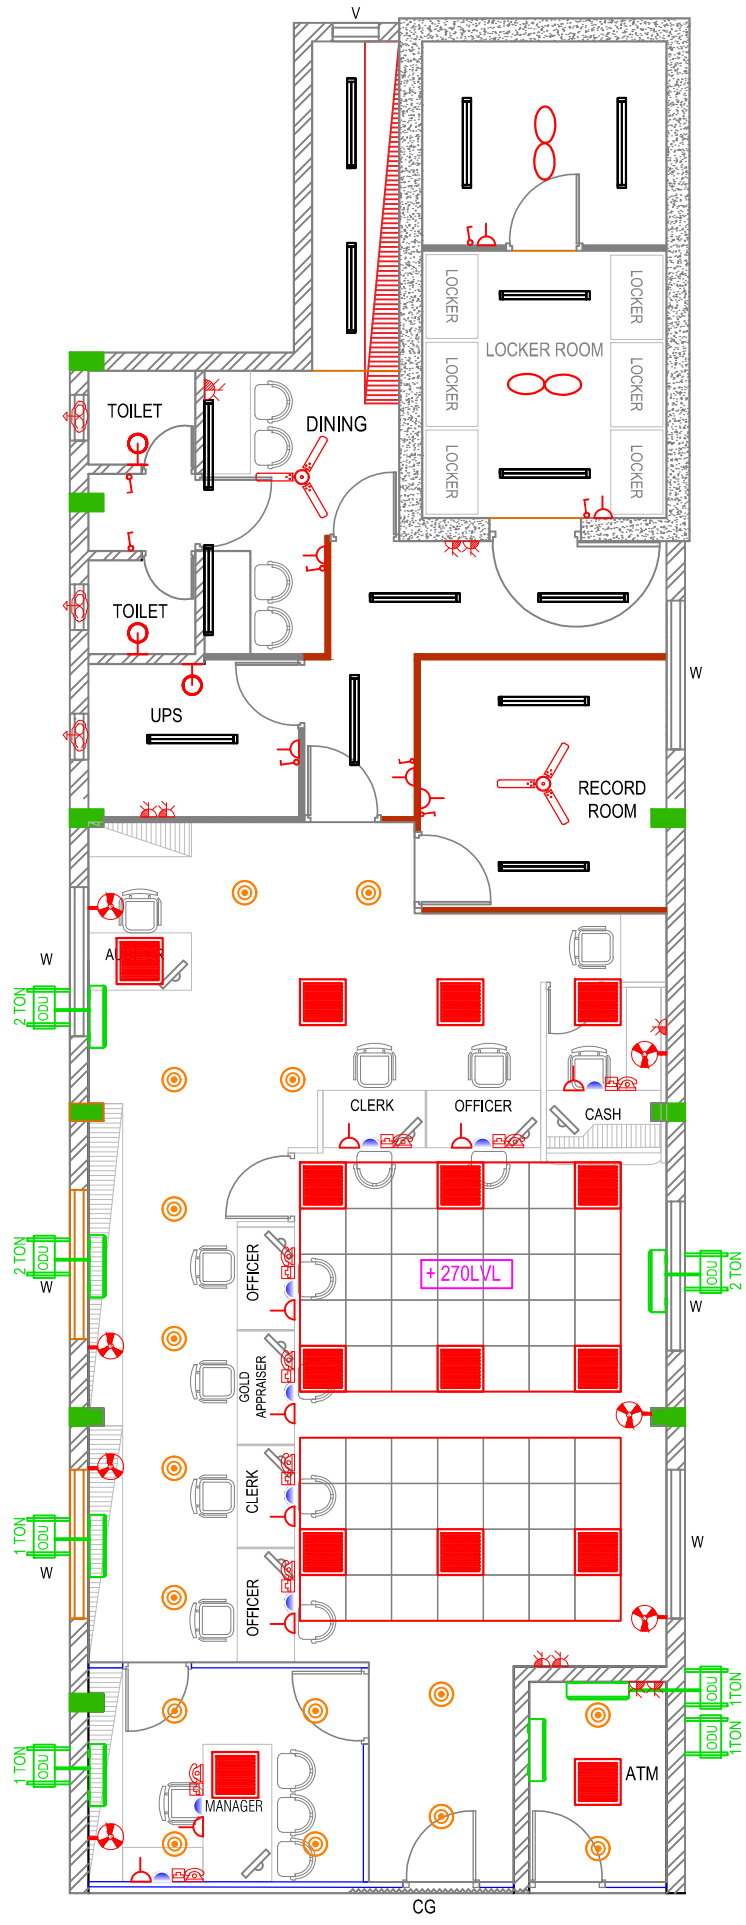 V
LOCKER
LOCKER
LOCKER ROOM
LOCKER
LOCKER
LOCKER
LOCKER
TOILET
DINING
TOILET
W
UPS
RECORD
ROOM
W
2 TON
ODU
CLERK
OFFICER
CASH
2 TON
ODU
W
OFFICER
+ 270LVL
ODU
2 TON
W
GOLD
APPRAISER
CLERK
1 TON
ODU
W
W
OFFICER
ODU
1TON
ODU
1TON
1 TON
ODU
MANAGER
ATM
CG